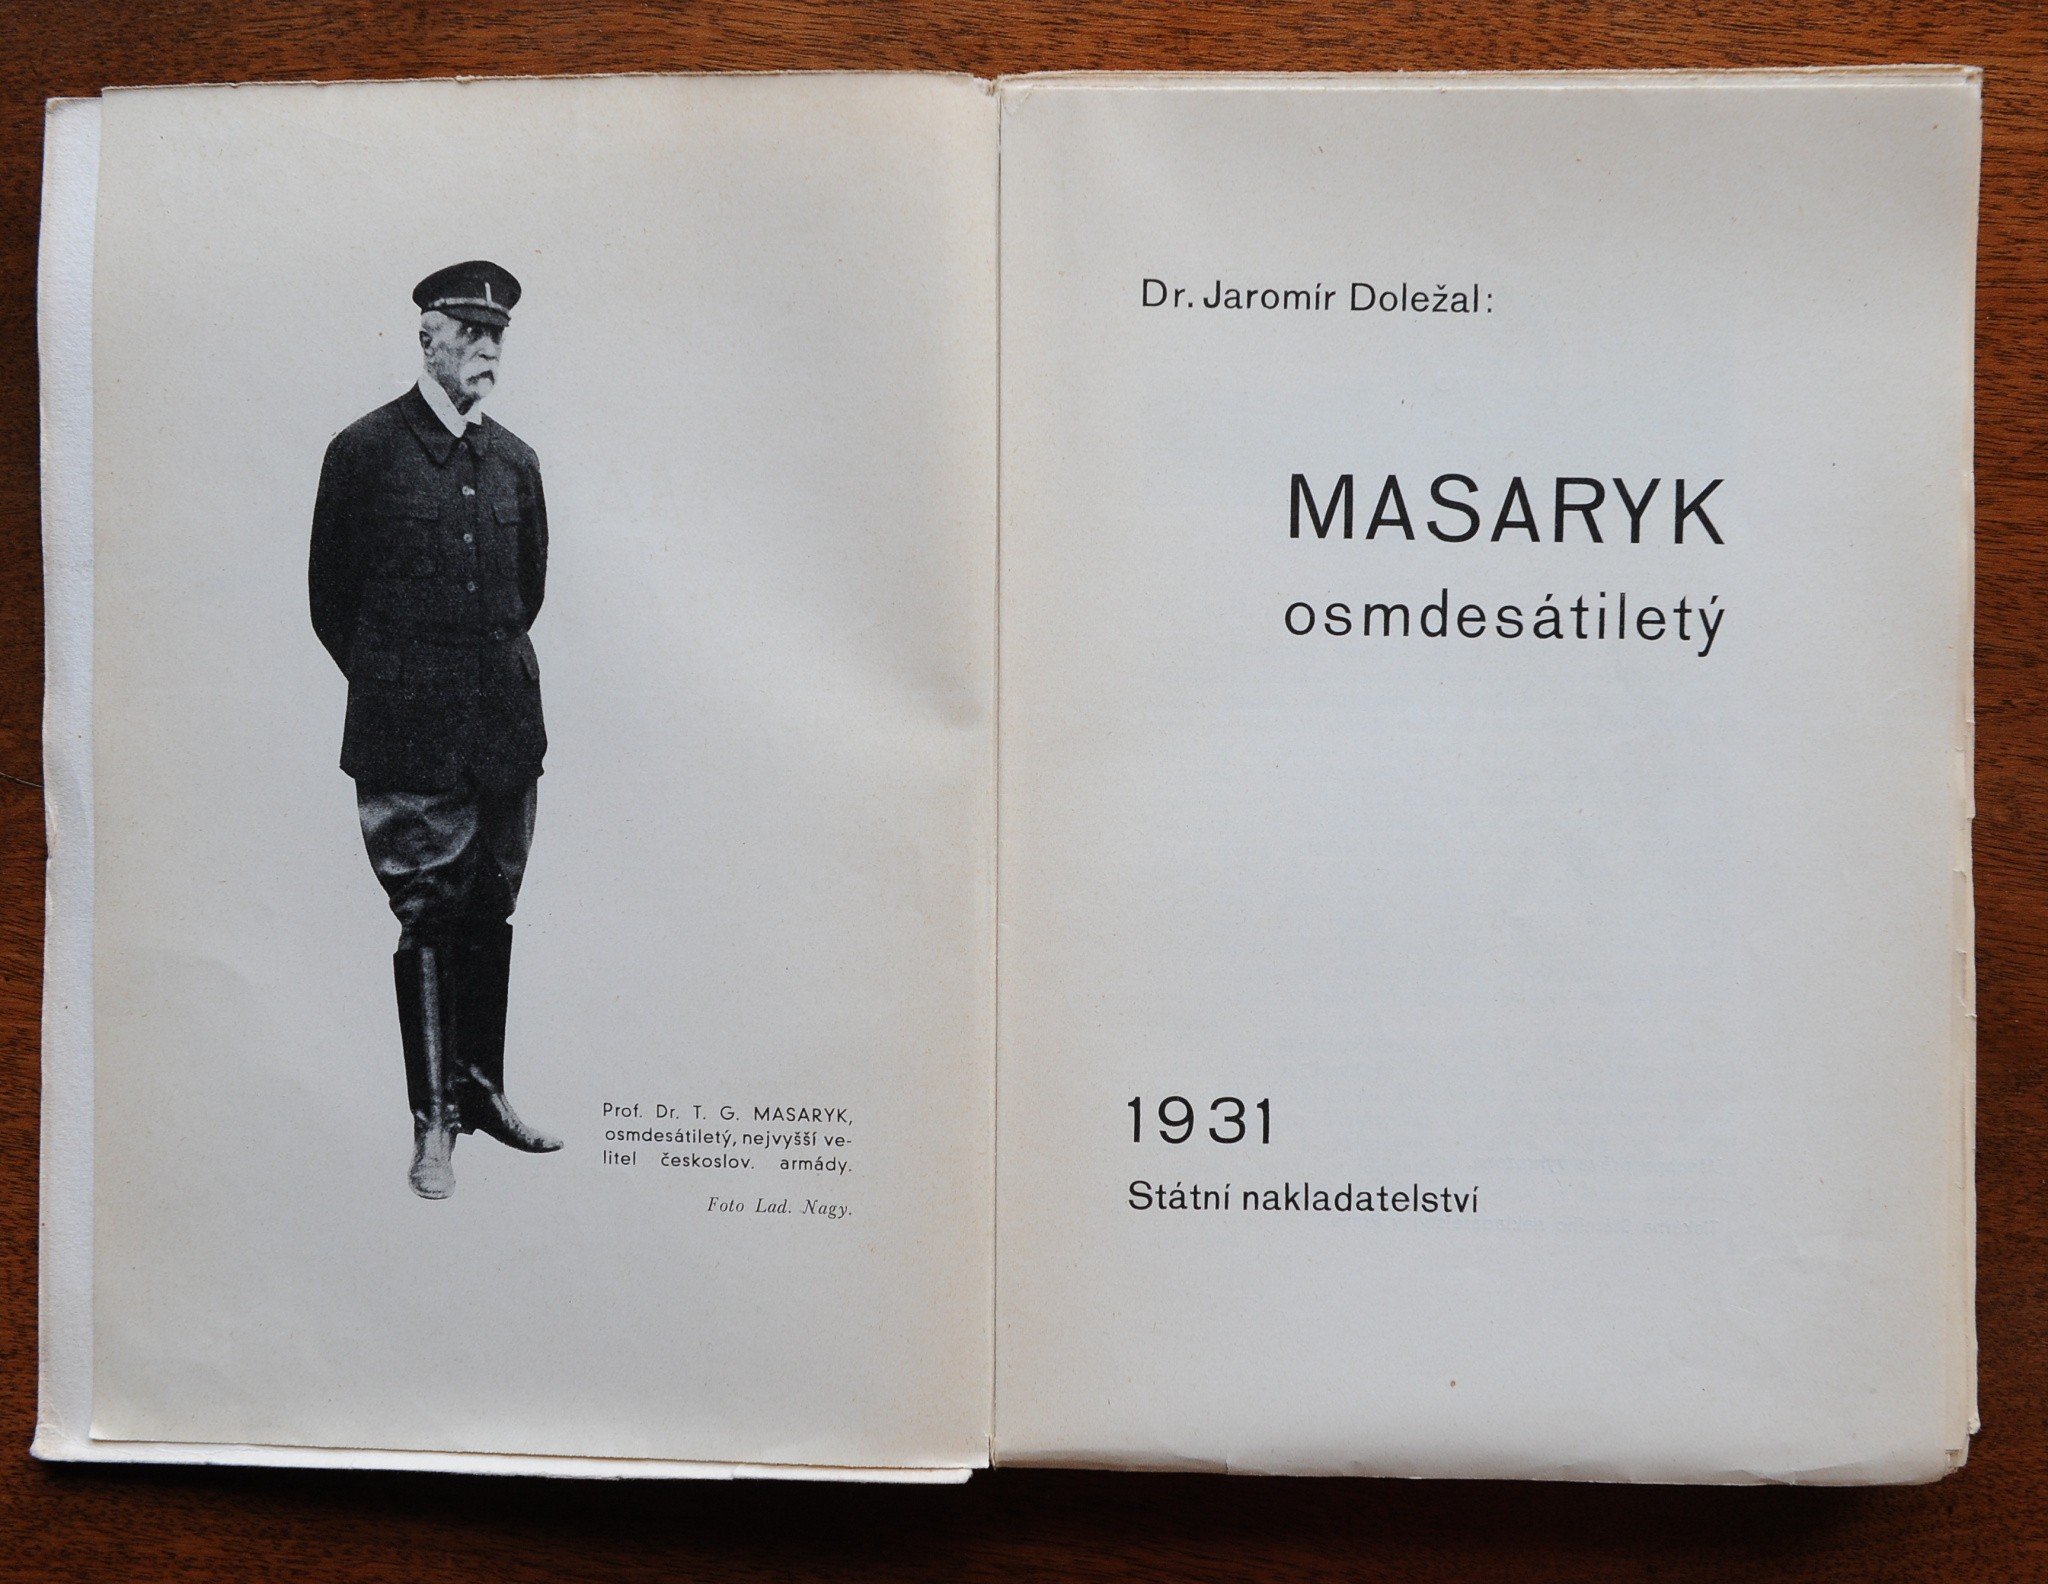 Prof. Dr. T. G. MASARYK,
osmdesátiletý, nejvyšší ve-
litel českoslov. armády.
Foto Lad. Nagy.
Dr. Jaromír Doležal:
MASARYK
osmdesátiletý
1931
Státní nakladatelství